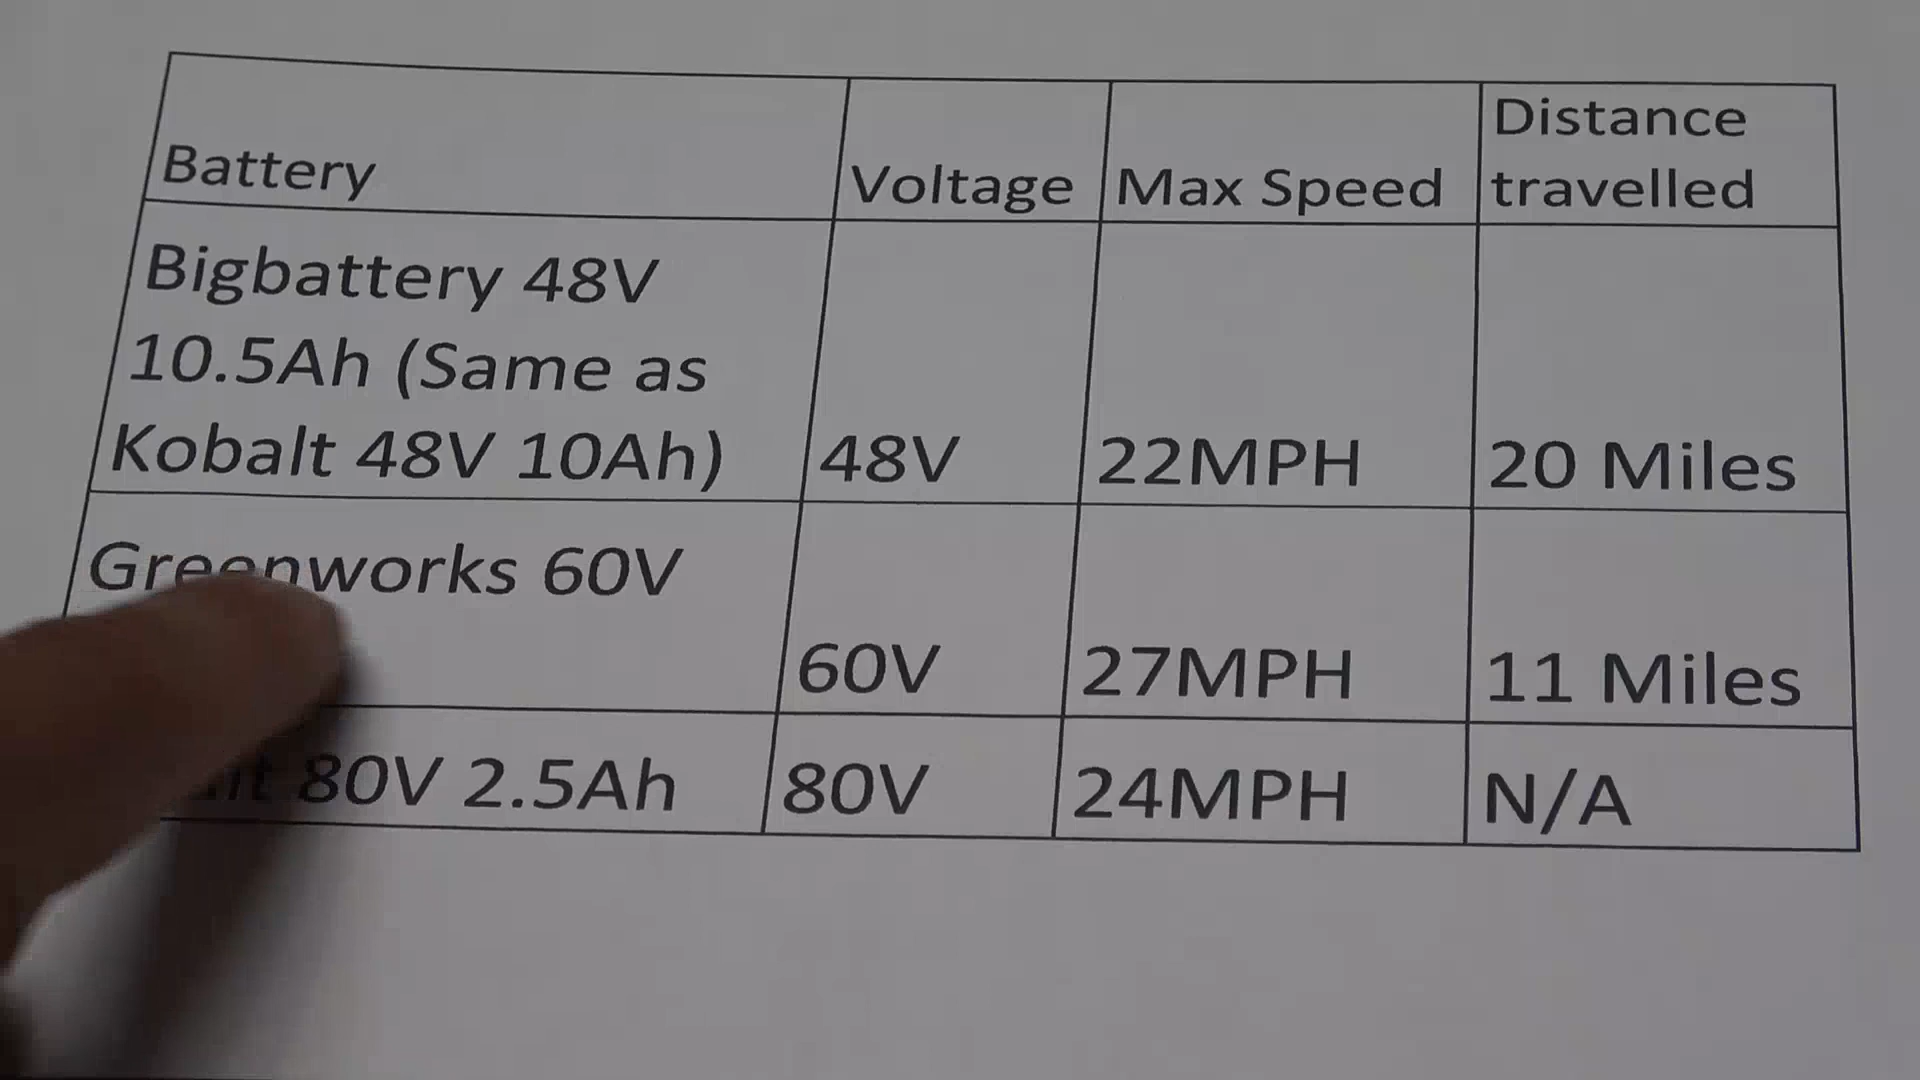 Battery Voltage Max Speed Distance travelled
Bigbattery 48V
10.5Ah (Same as
Kobalt 48V 10Ah) 48V 22MPH 20 Miles
Greenworks 60V
60V 27MPH 11 Miles
80V 2.5Ah 80V 24MPH N/A